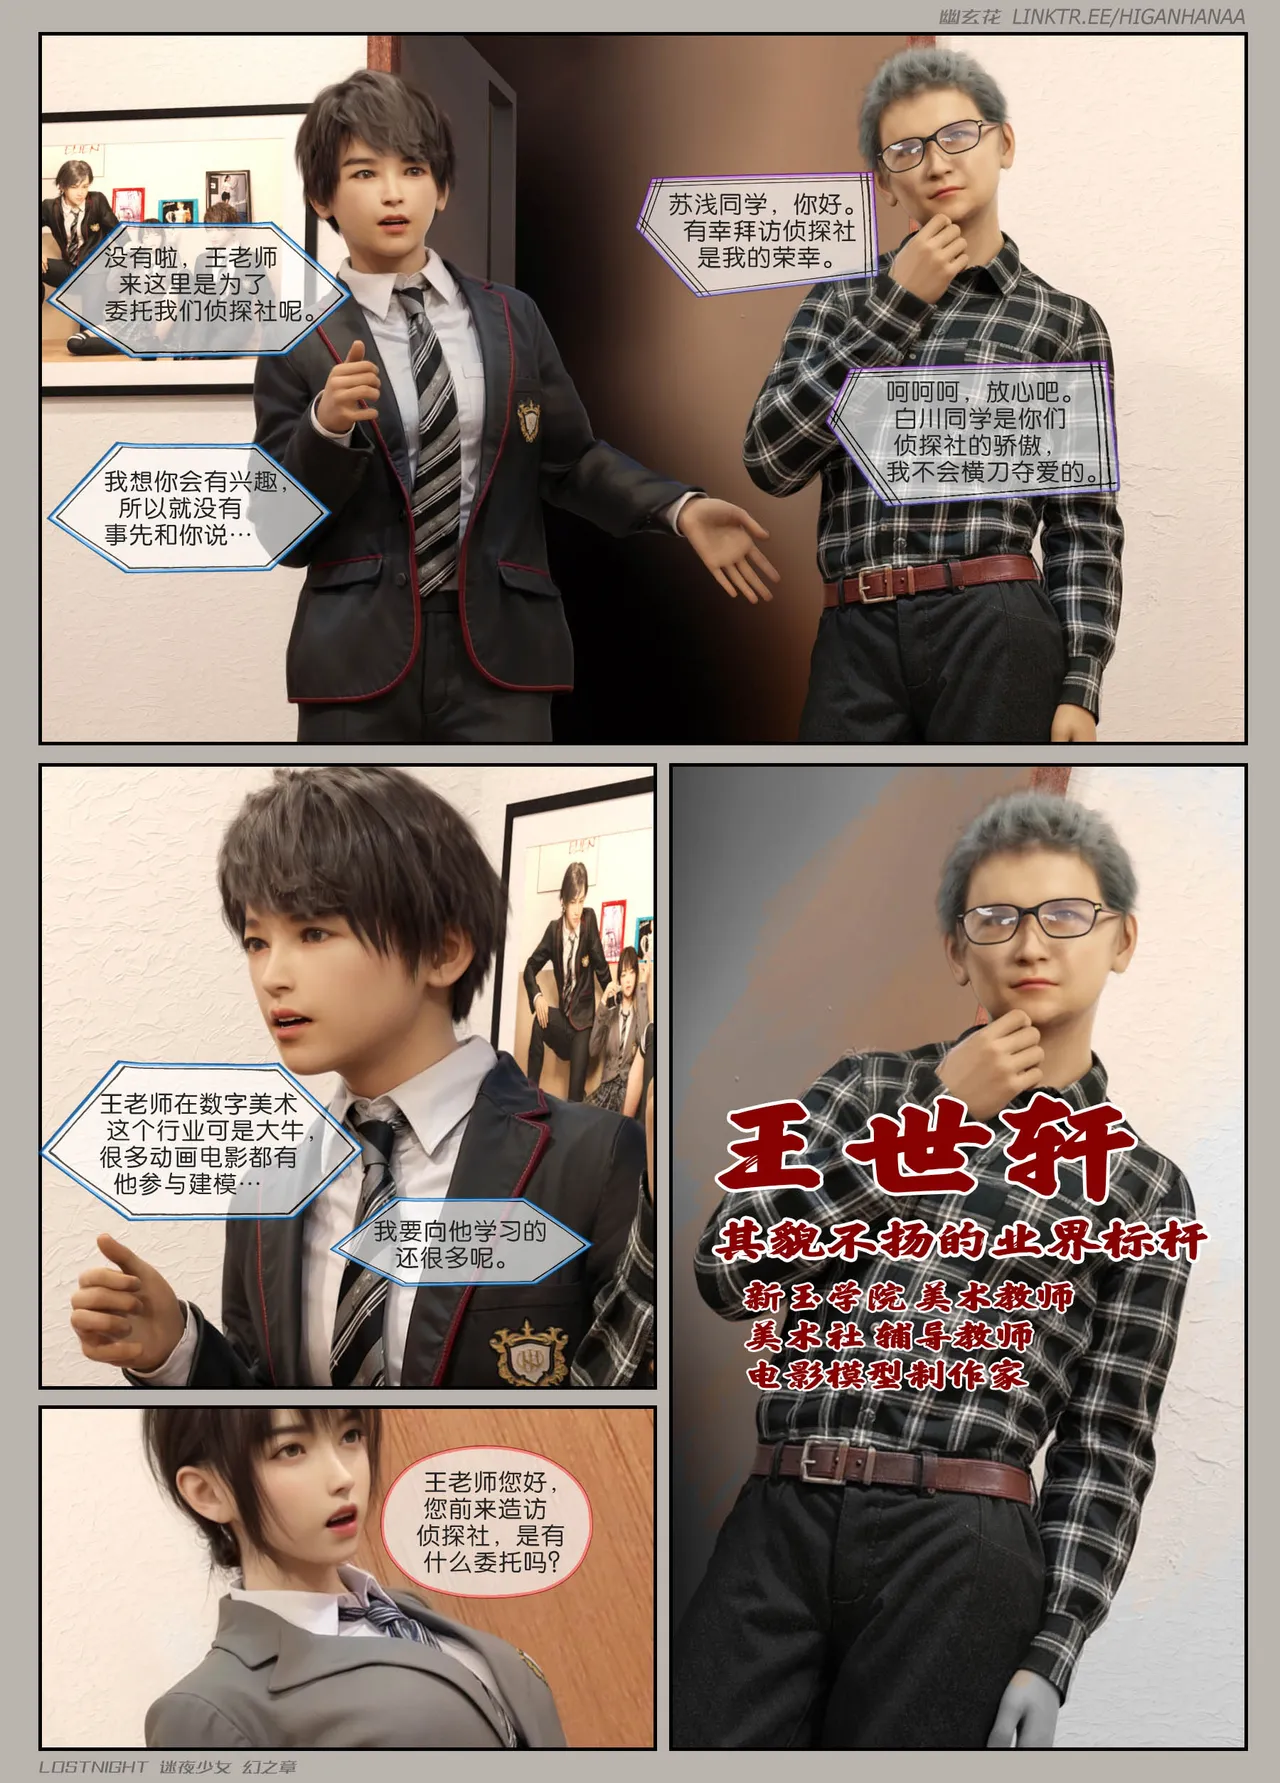 幽玄花 LINKTR.EE/HIGANHANAA
没有啦，王老师
来这里是为了
委托我们侦探社呢。
苏浅同学，你好。
有幸拜访侦探社
是我的荣幸。
我想你会有兴趣，
所以就没有
事先和你说…
呵呵呵，放心吧。
白川同学是你们
侦探社的骄傲，
我不会横刀夺爱的。
王老师在数字美术
这个行业可是大牛，
很多动画电影都有
他参与建模…
我要向他学习的
还很多呢。
王世轩
其貌不扬的业界标杆
新玉学院 美术教师
美术社 辅导教师
电影模型制作家
王老师您好，
您前来造访
侦探社，是有
什么委托吗？
LOSTNIGHT 迷夜少女 幻之章